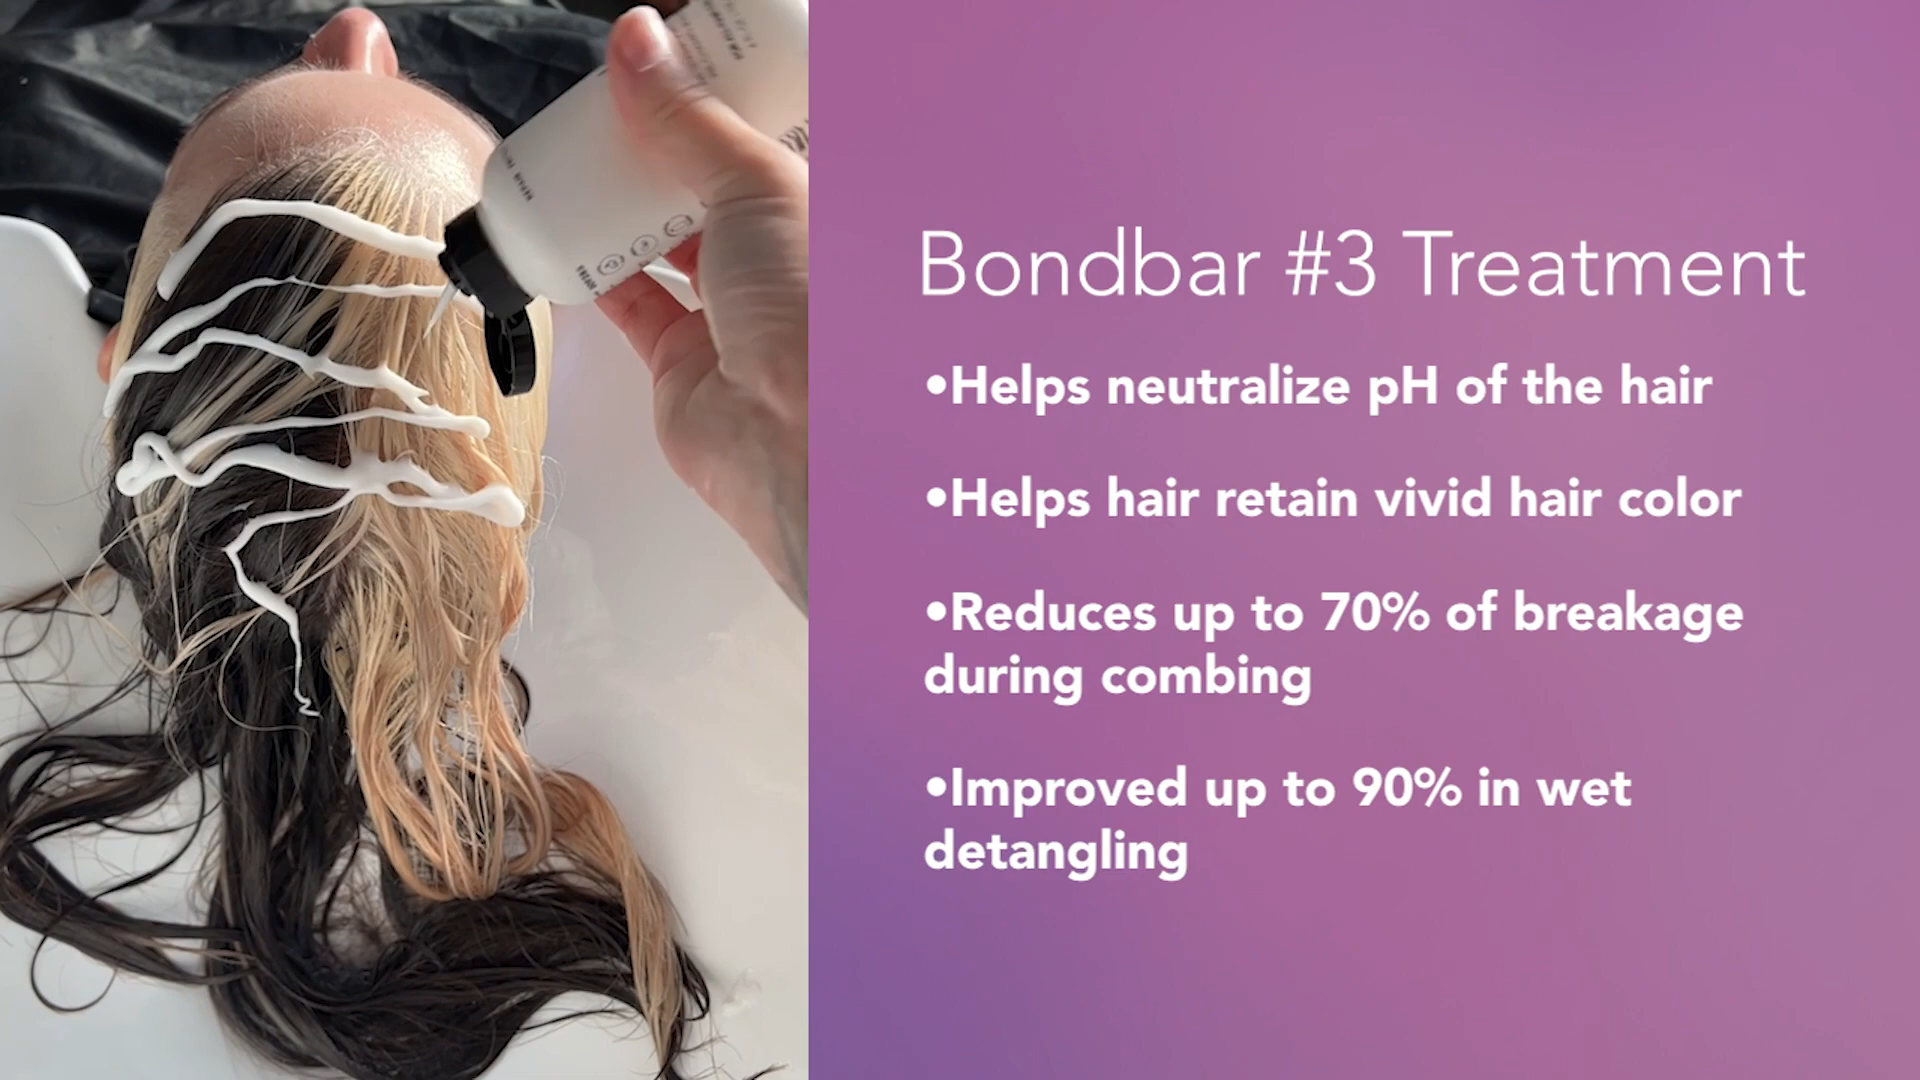 Bondbar #3 Treatment
•Helps neutralize pH of the hair
•Helps hair retain vivid hair color
•Reduces up to 70% of breakage
during combing
•Improved up to 90% in wet
detangling